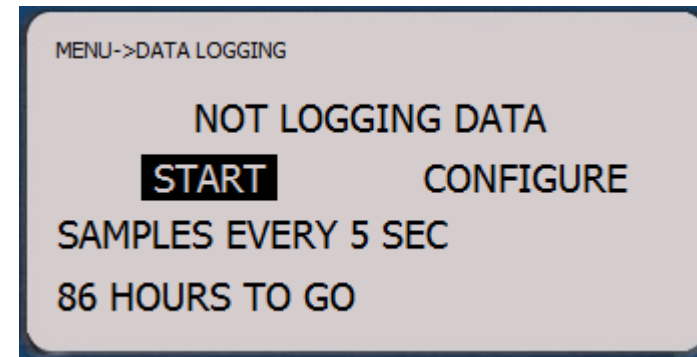 MENU->DATA LOGGING
NOT LOGGING DATA
START CONFIGURE
SAMPLES EVERY 5 SEC
86 HOURS TO GO